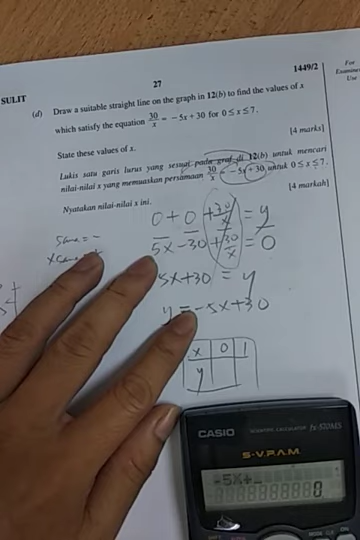 SULIT
27
1449/2
For
Examiner's
Use
(d) Draw a suitable straight line on the graph in 12(b) to find the values of x
which satisfy the equation 30/x = −5x + 30 for 0 ≤ x ≤ 7.
[4 marks]
State these values of x.
Lukis satu garis lurus yang sesuai pada graf di 12(b) untuk mencari
nilai-nilai x yang memuaskan persamaan 30/x = −5x + 30 untuk 0 ≤ x ≤ 7.
[4 markah]
Nyatakan nilai-nilai x ini.
0 + 0 + 30/x = y
5x − 30 + 30/x = 0
5x + 30 = y
y = −5x + 30
x 0 1
y
CASIO
SCIENTIFIC CALCULATOR fx-570MS
S-V.P.A.M.
-5X+_
0